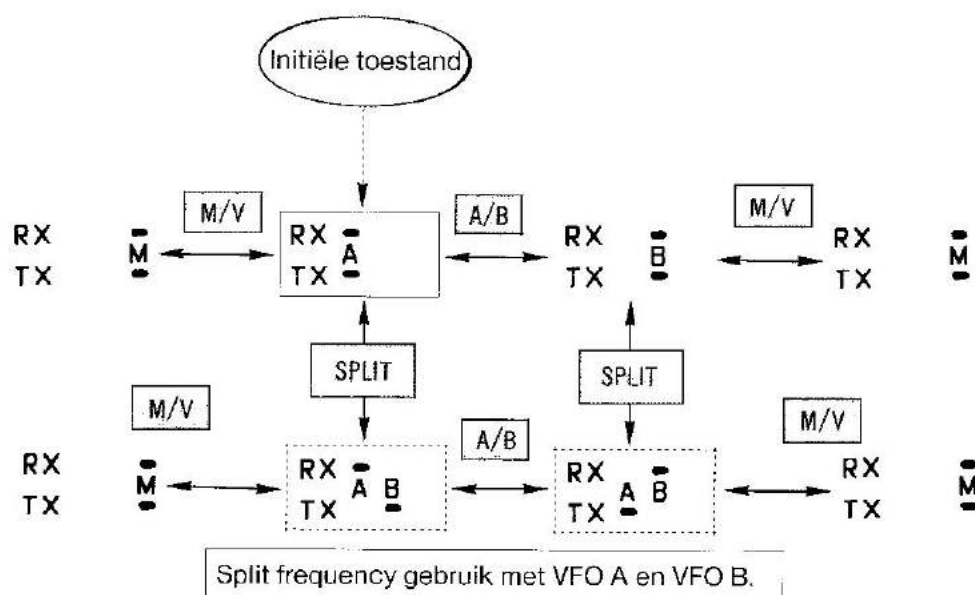 Initiële toestand
M/V A/B M/V
RX RX RX RX
M A B M
TX TX TX TX
SPLIT SPLIT
M/V A/B M/V
RX RX RX RX
M A B A B M
TX TX TX TX
Split frequency gebruik met VFO A en VFO B.